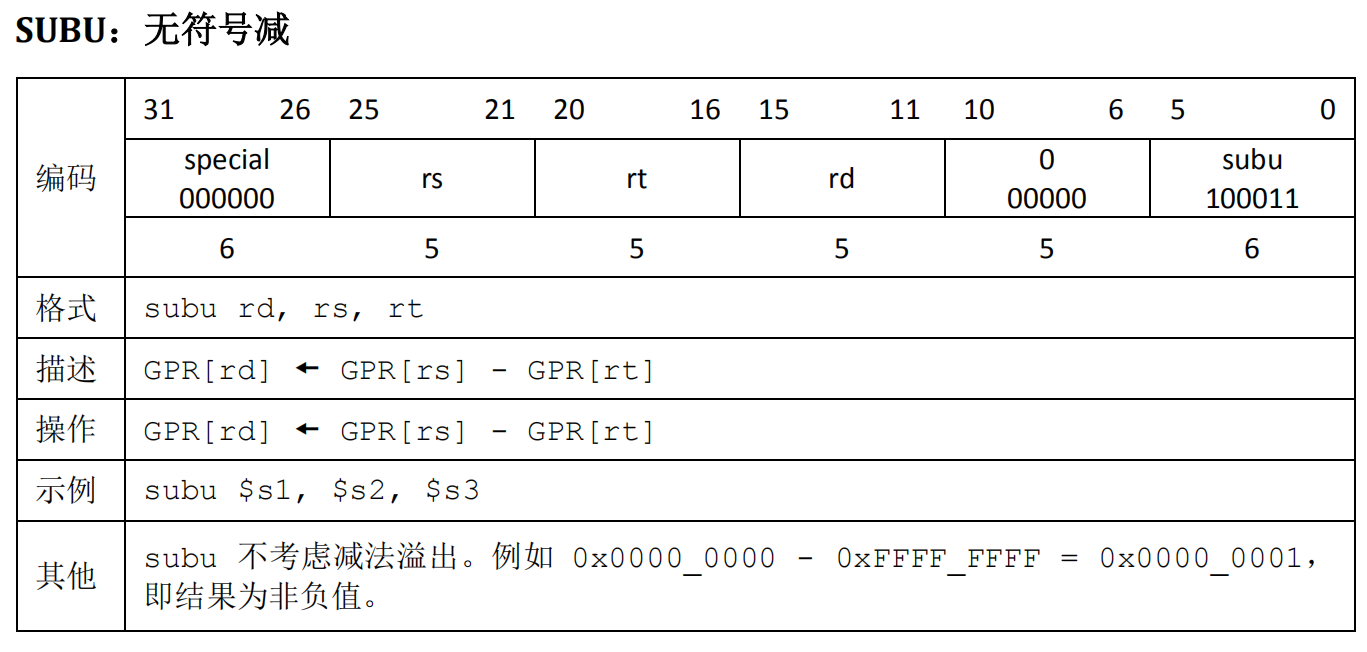 SUBU：无符号减
31 26 25 21 20 16 15 11 10 6 5 0
编码
special 000000
rs
rt
rd
0 00000
subu 100011
6 5 5 5 5 6
格式 subu rd, rs, rt
描述 GPR[rd] ← GPR[rs] - GPR[rt]
操作 GPR[rd] ← GPR[rs] - GPR[rt]
示例 subu $s1, $s2, $s3
其他 subu 不考虑减法溢出。例如 0x0000_0000 - 0xFFFF_FFFF = 0x0000_0001，
即结果为非负值。